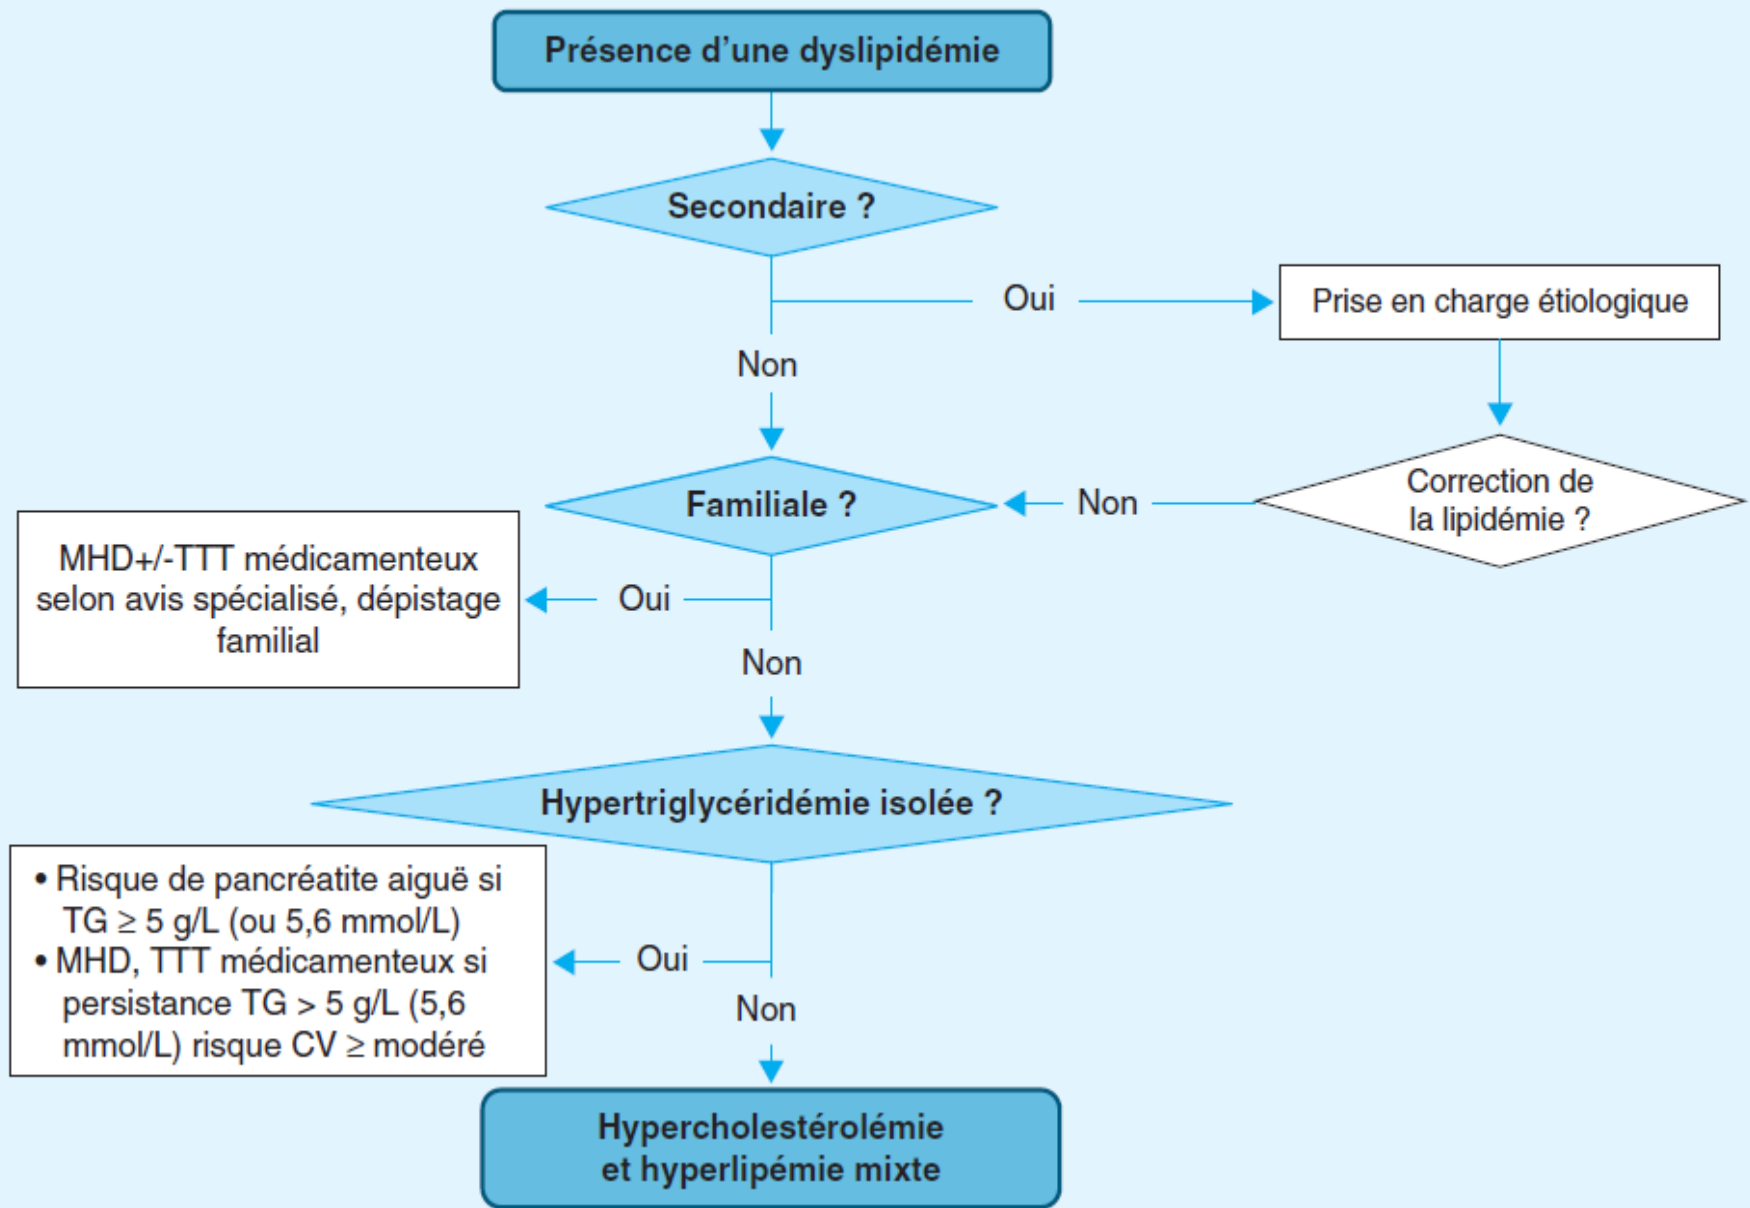 Présence d’une dyslipidémie
Secondaire ?
Oui
Prise en charge étiologique
Non
Correction de
la lipidémie ?
Non
Familiale ?
MHD+/-TTT médicamenteux
selon avis spécialisé, dépistage
familial
Oui
Non
Hypertriglycéridémie isolée ?
• Risque de pancréatite aiguë si
TG ≥ 5 g/L (ou 5,6 mmol/L)
• MHD, TTT médicamenteux si
persistance TG > 5 g/L (5,6
mmol/L) risque CV ≥ modéré
Oui
Non
Hypercholestérolémie
et hyperlipémie mixte